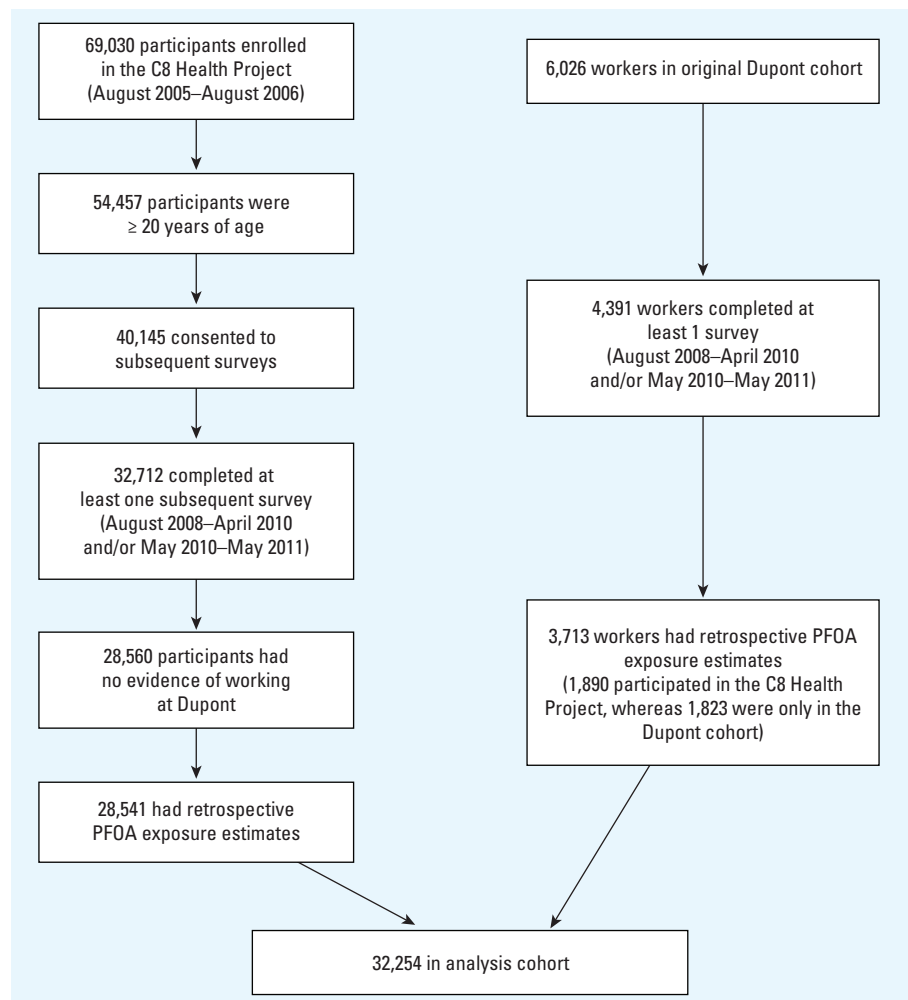 69,030 participants enrolled
in the C8 Health Project
(August 2005–August 2006)
54,457 participants were
≥ 20 years of age
40,145 consented to
subsequent surveys
32,712 completed at
least one subsequent survey
(August 2008–April 2010
and/or May 2010–May 2011)
28,560 participants had
no evidence of working
at Dupont
28,541 had retrospective
PFOA exposure estimates
6,026 workers in original Dupont cohort
4,391 workers completed at
least 1 survey
(August 2008–April 2010
and/or May 2010–May 2011)
3,713 workers had retrospective PFOA
exposure estimates
(1,890 participated in the C8 Health
Project, whereas 1,823 were only in the
Dupont cohort)
32,254 in analysis cohort